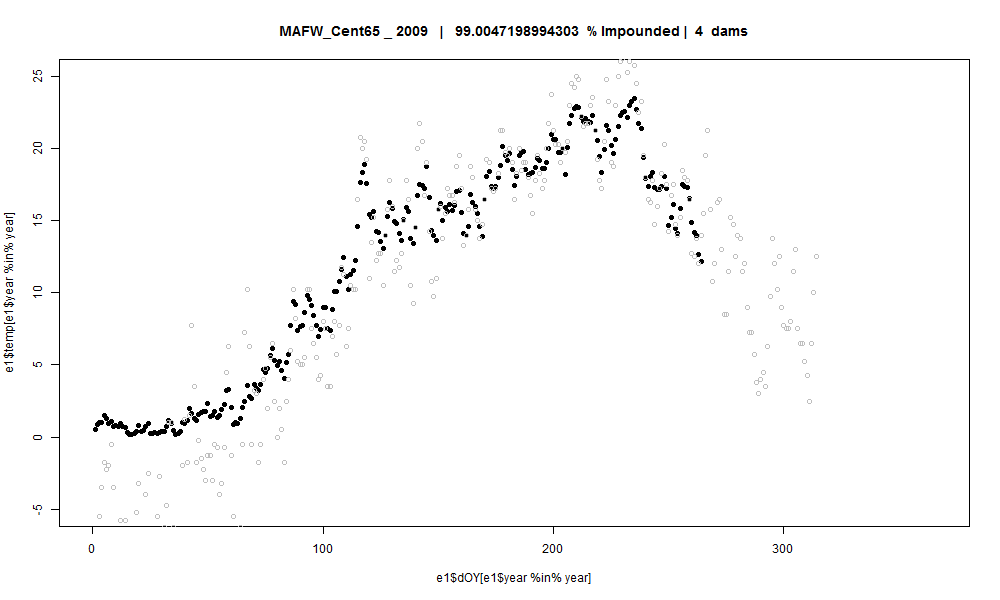 MAFW_Cent65 _ 2009 | 99.0047198994303 % Impounded | 4 dams
e1$temp[e1$year %in% year]
25
20
15
10
5
0
-5
0 100 200 300
e1$dOY[e1$year %in% year]